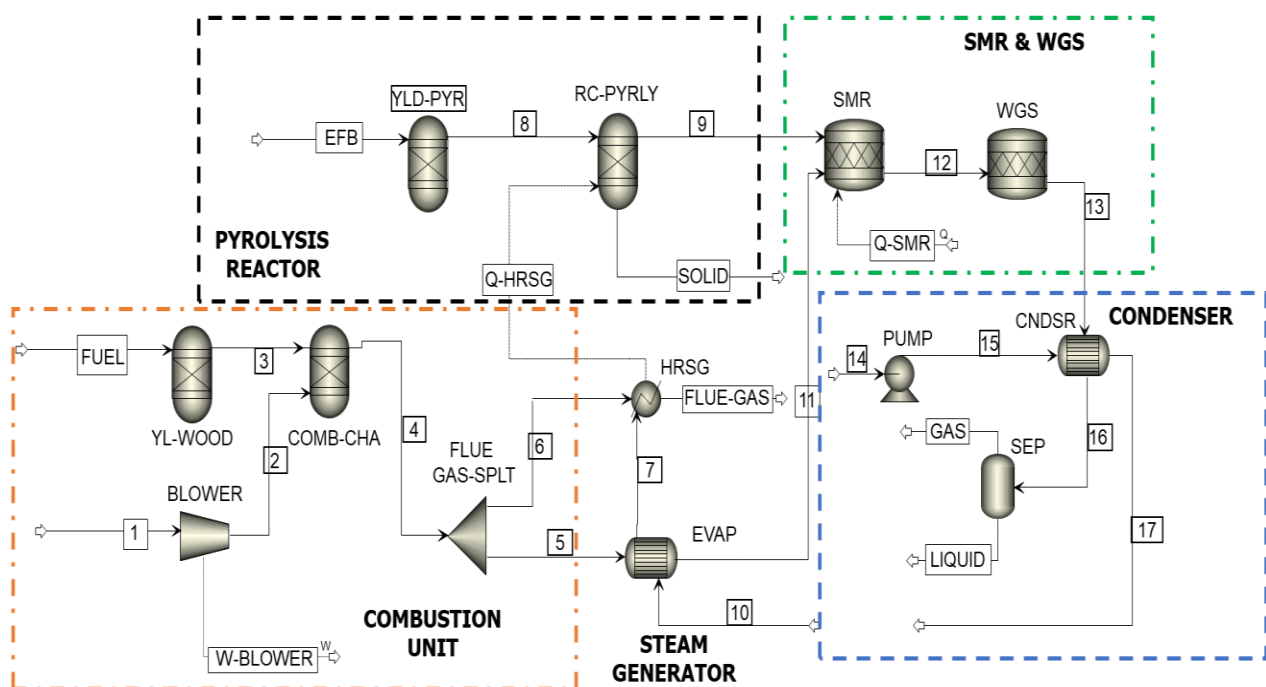 SMR & WGS
YLD-PYR
RC-PYRLY
SMR
WGS
EFB
8
9
12
13
PYROLYSIS
REACTOR
Q-HRSG
SOLID
Q-SMR
Q
FUEL
3
YL-WOOD
COMB-CHA
2
4
BLOWER
1
W-BLOWER
W
FLUE
GAS-SPLT
6
5
COMBUSTION
UNIT
HRSG
FLUE-GAS
11
7
EVAP
10
STEAM
GENERATOR
CONDENSER
PUMP
14
15
CNDSR
GAS
SEP
16
LIQUID
17